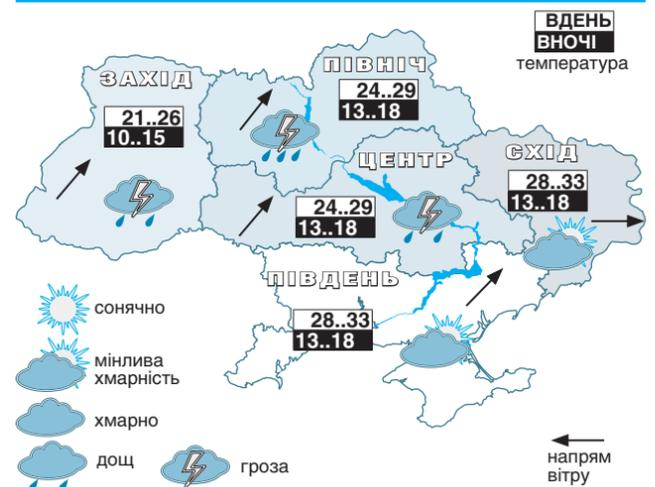 ВДЕНЬ
ВНОЧІ
температура
ЗАХІД
21..26
10..15
ПІВНІЧ
24..29
13..18
ЦЕНТР
24..29
13..18
СХІД
28..33
13..18
ПІВДЕНЬ
28..33
13..18
сонячно
мінлива
хмарність
хмарно
дощ
гроза
напрям
вітру